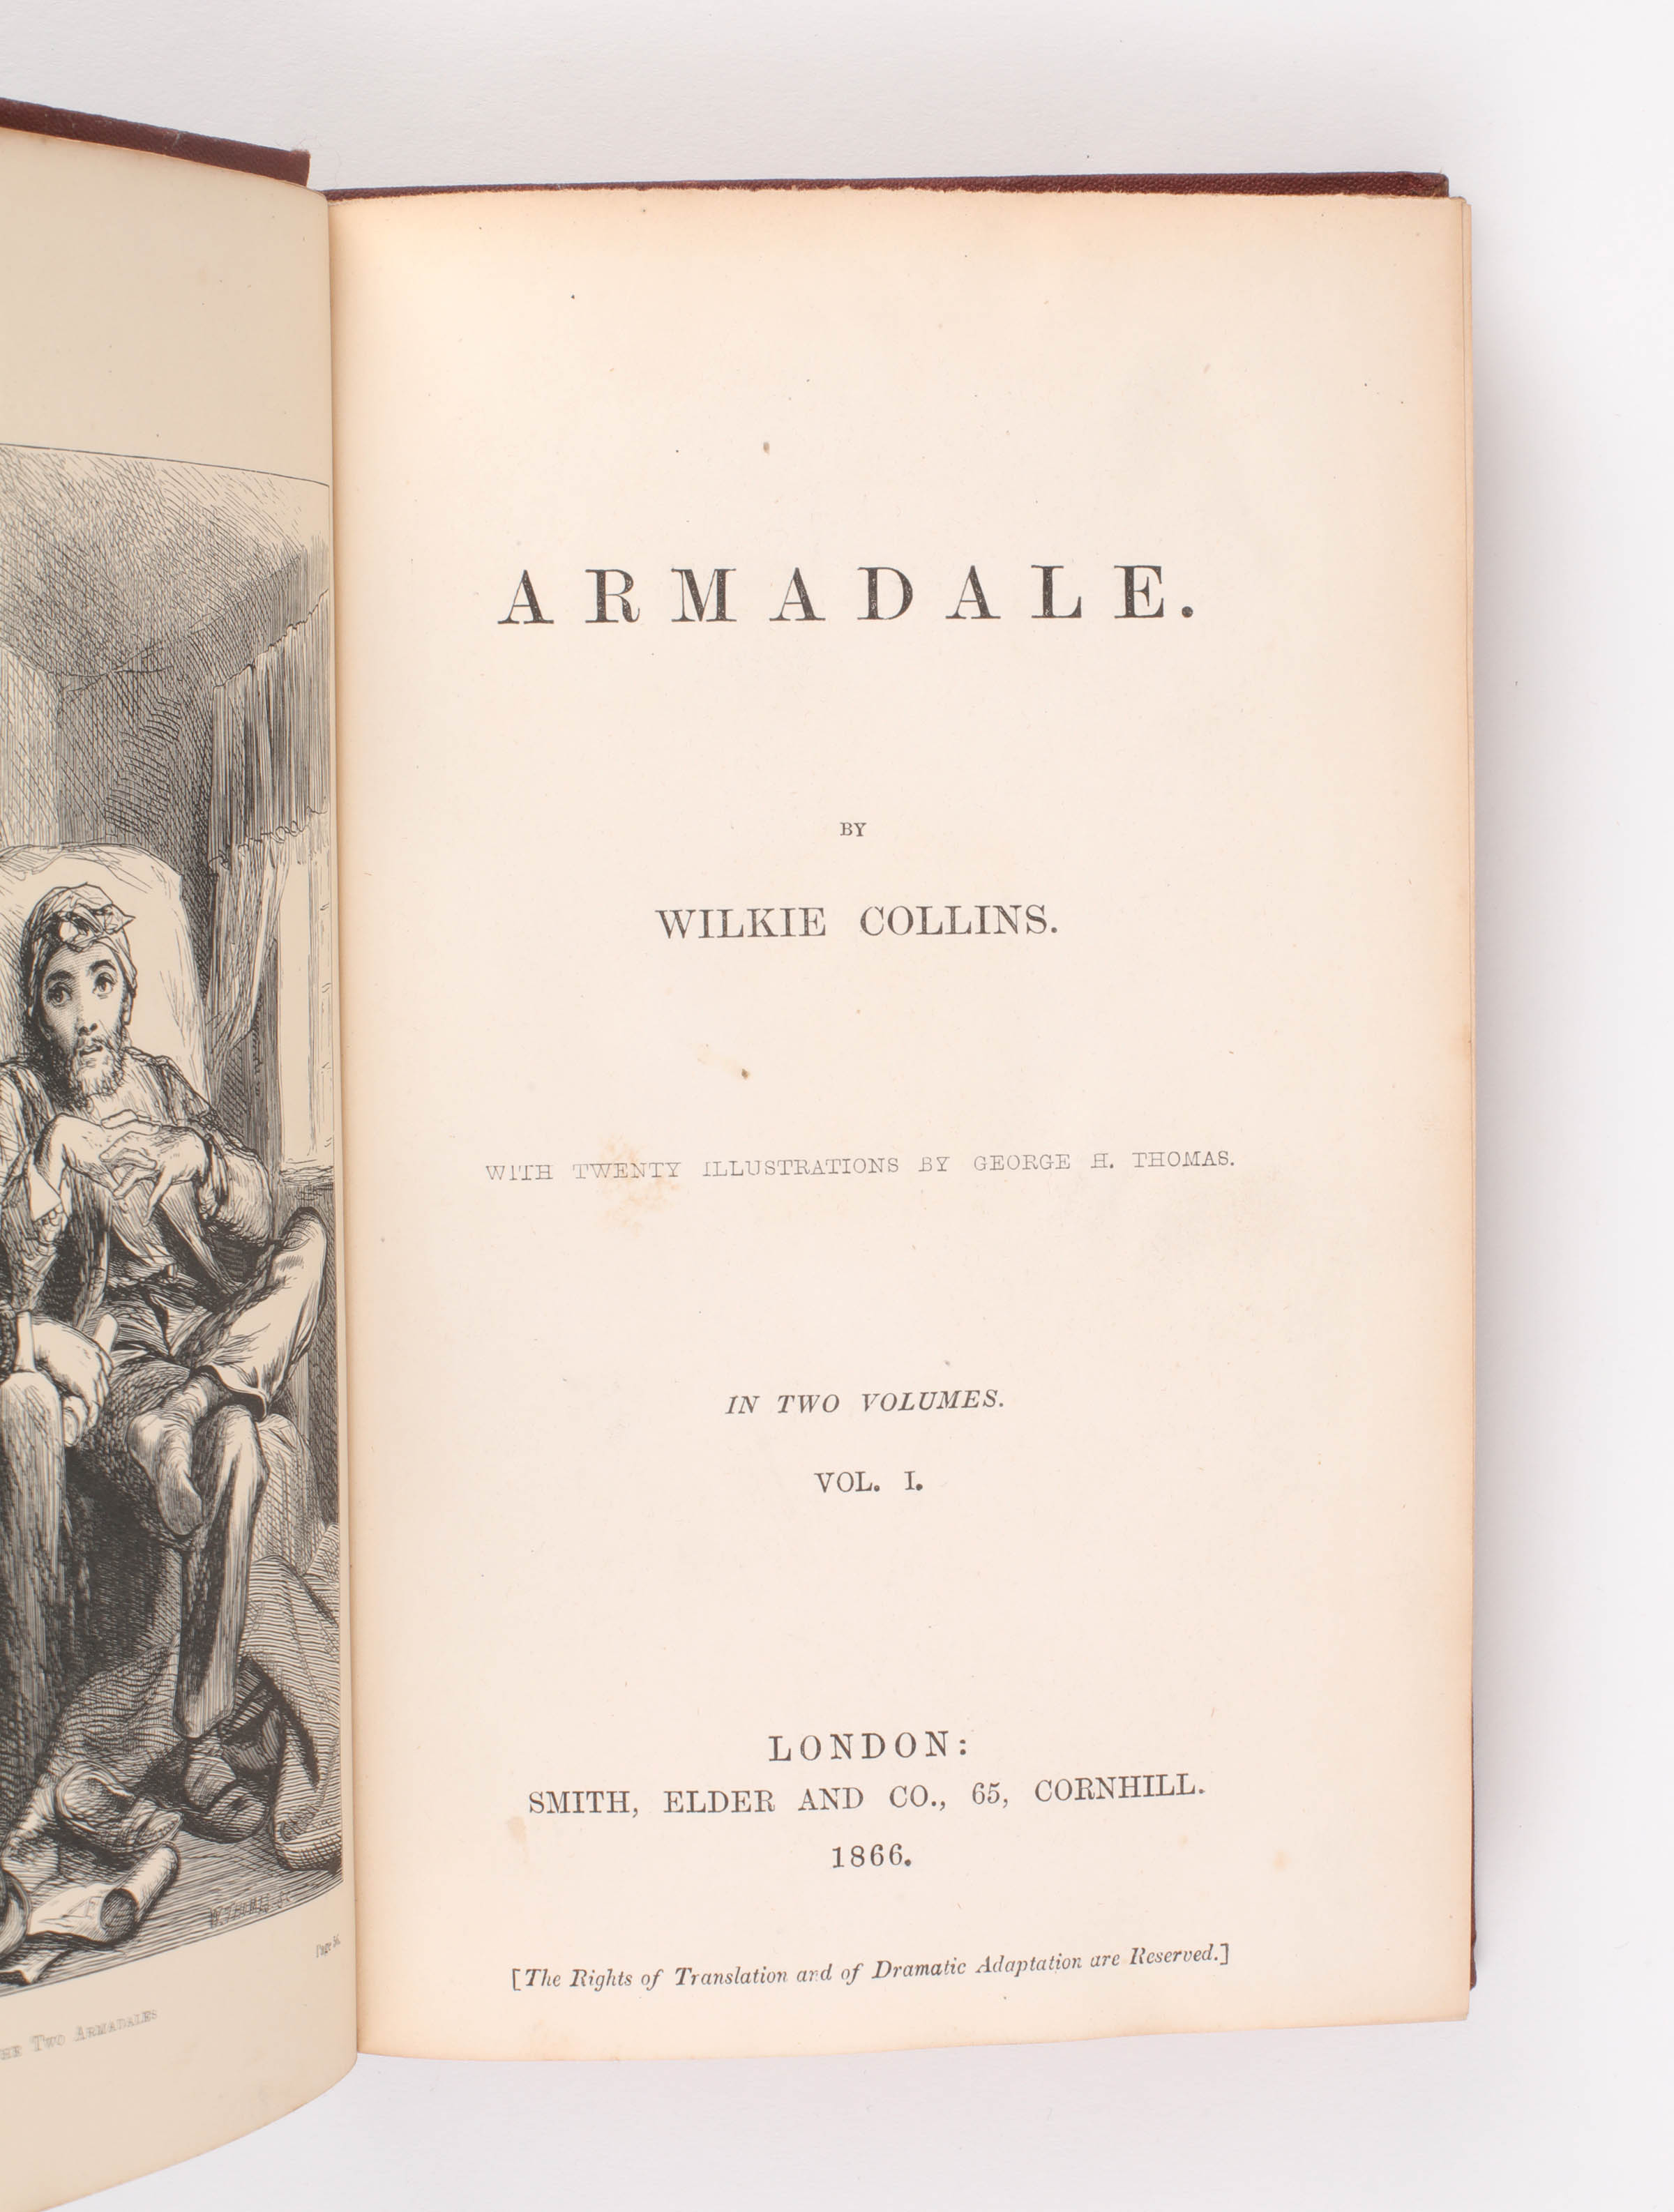 HE TWO ARMADALES
ARMADALE.
BY
WILKIE COLLINS.
WITH TWENTY ILLUSTRATIONS BY GEORGE H. THOMAS.
IN TWO VOLUMES.
VOL. I.
LONDON:
SMITH, ELDER AND CO., 65, CORNHILL.
1866.
[The Rights of Translation and of Dramatic Adaptation are Reserved.]